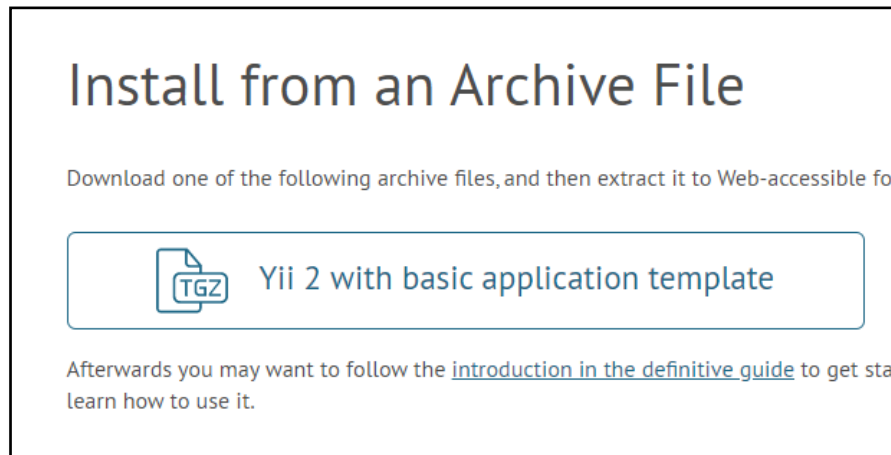 Install from an Archive File
Download one of the following archive files, and then extract it to Web-accessible fo
TGZ
Yii 2 with basic application template
Afterwards you may want to follow the introduction in the definitive guide to get sta
learn how to use it.